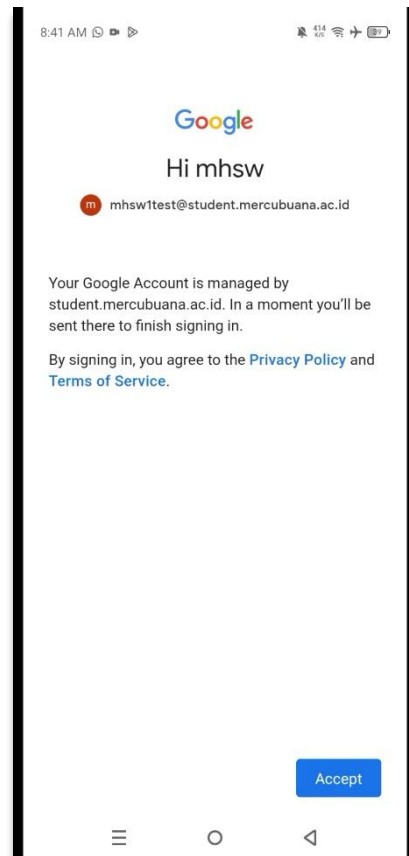 8:41 AM
414
K/S
39
Google
Hi mhsw
m mhsw1test@student.mercubuana.ac.id
Your Google Account is managed by
student.mercubuana.ac.id. In a moment you'll be
sent there to finish signing in.
By signing in, you agree to the Privacy Policy and
Terms of Service.
Accept